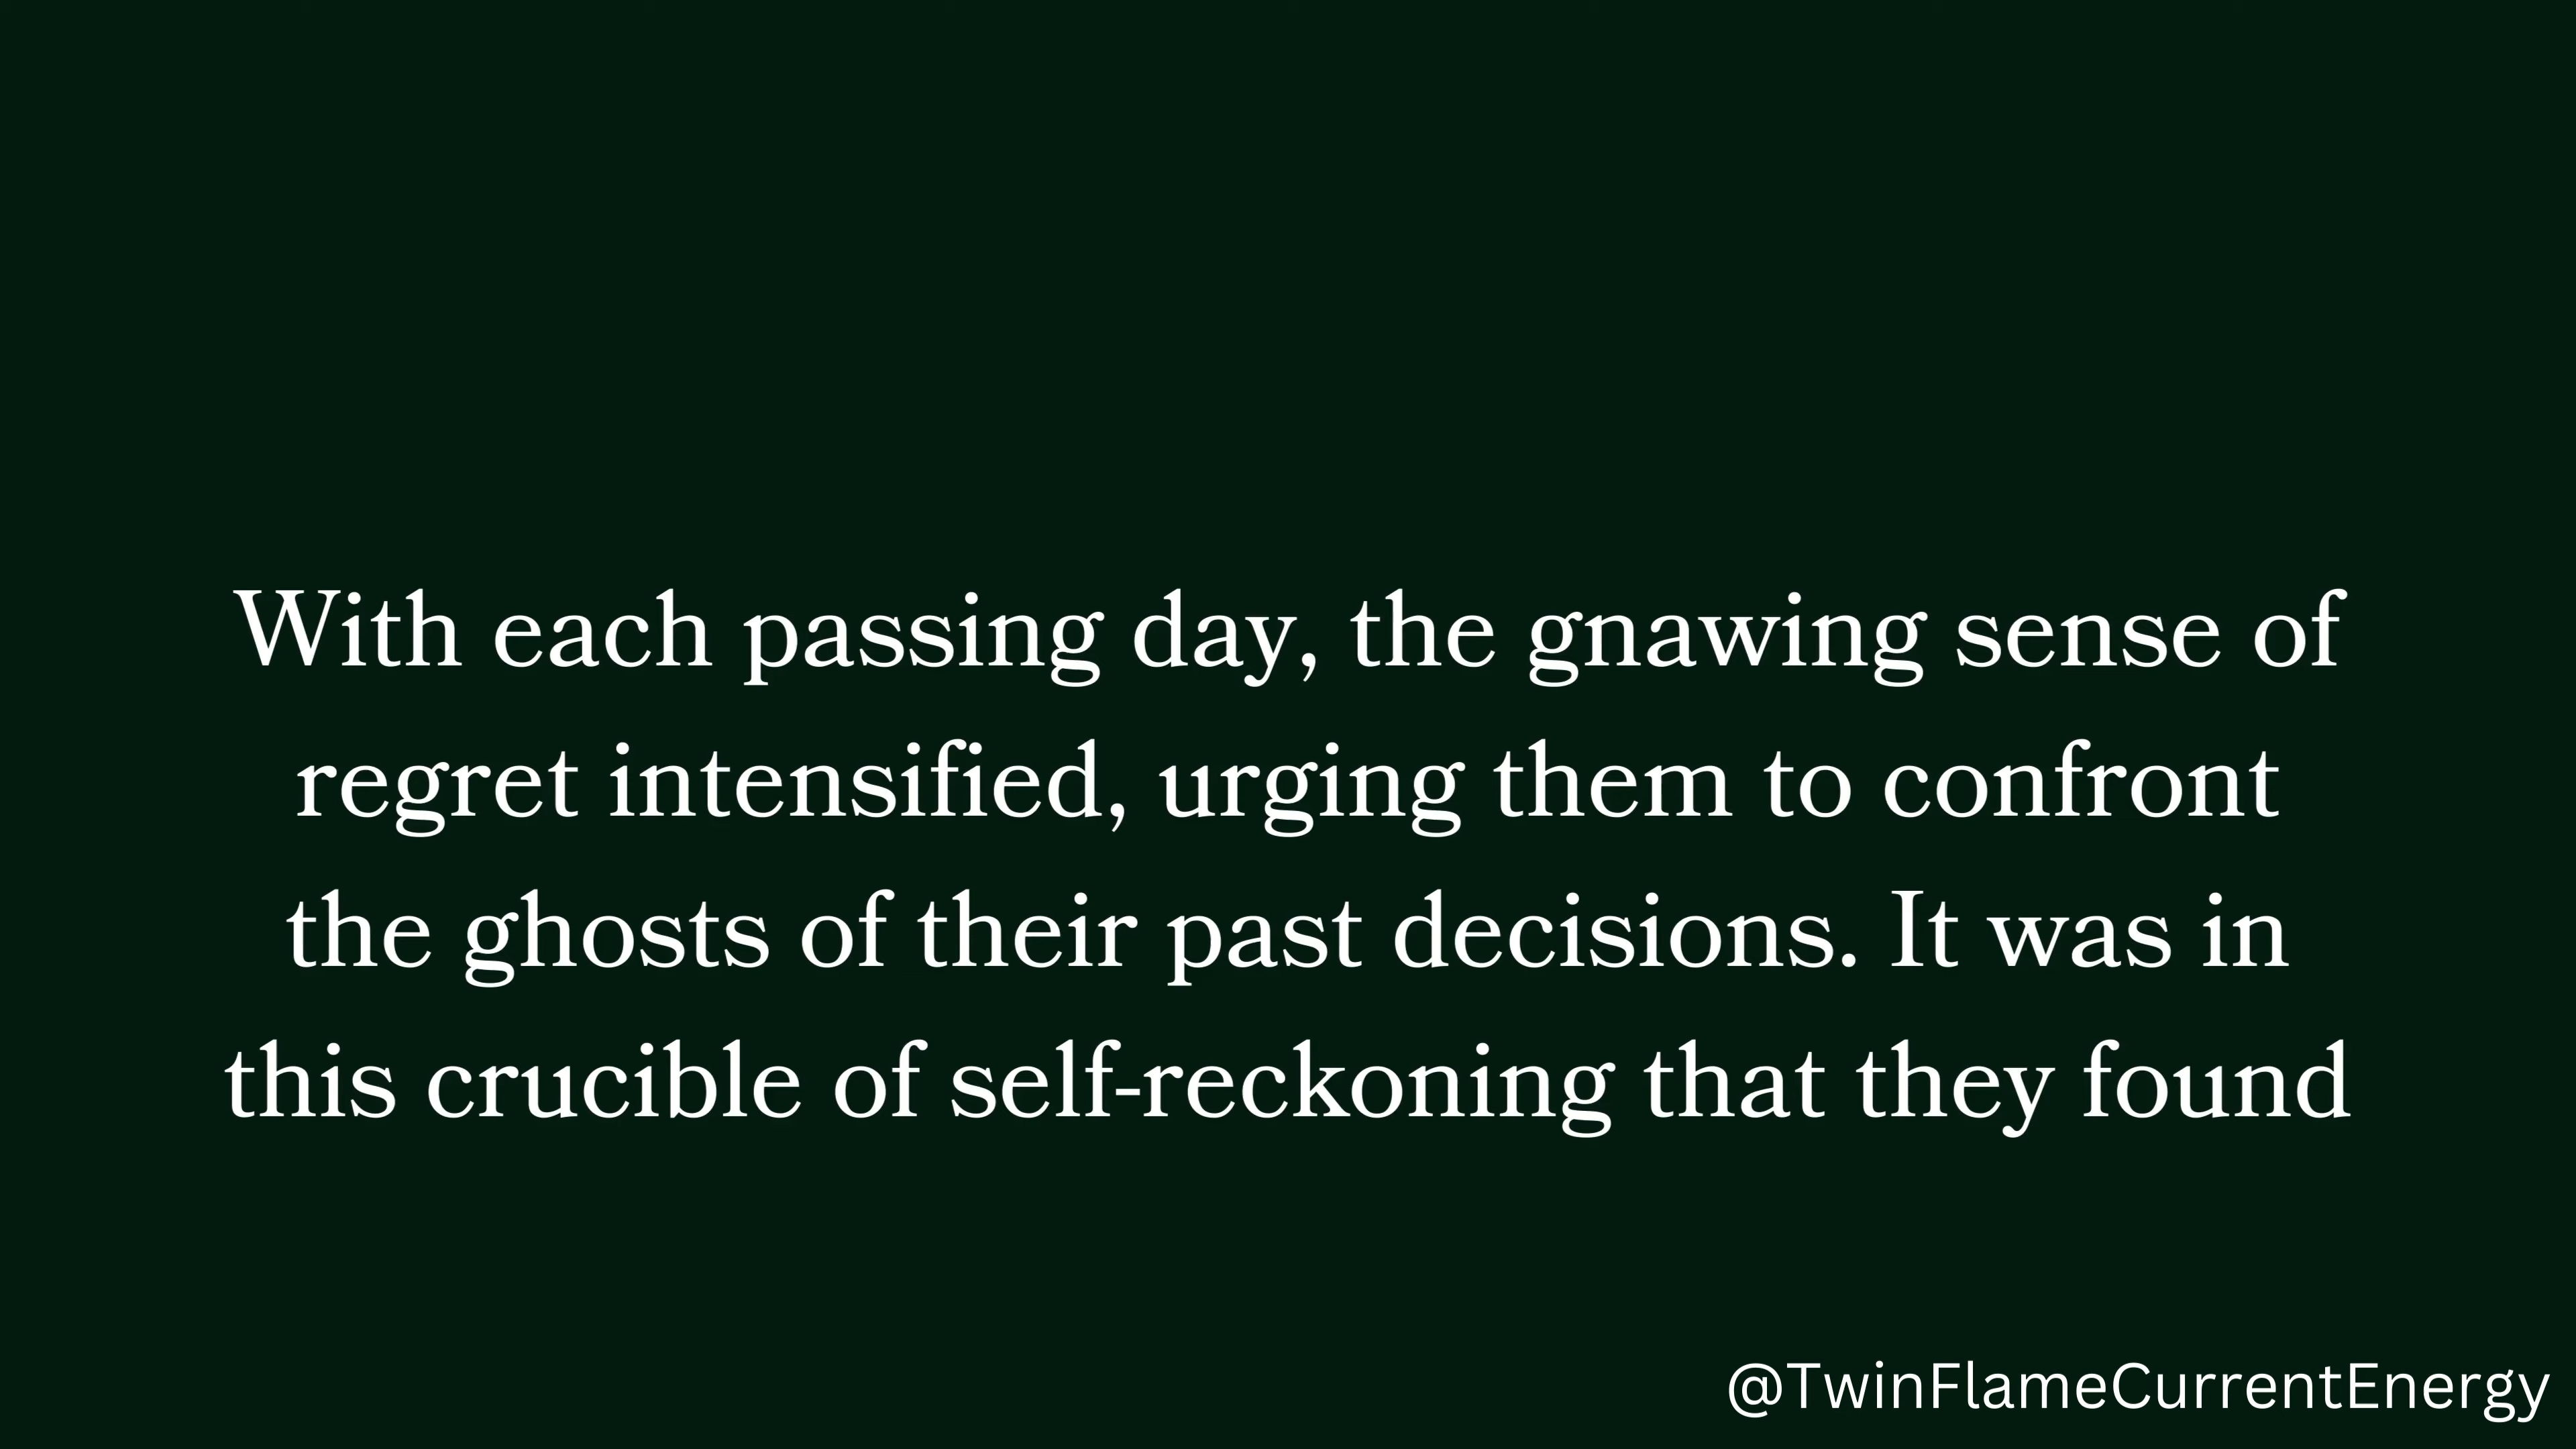 With each passing day, the gnawing sense of
regret intensified, urging them to confront
the ghosts of their past decisions. It was in
this crucible of self-reckoning that they found
@TwinFlameCurrentEnergy